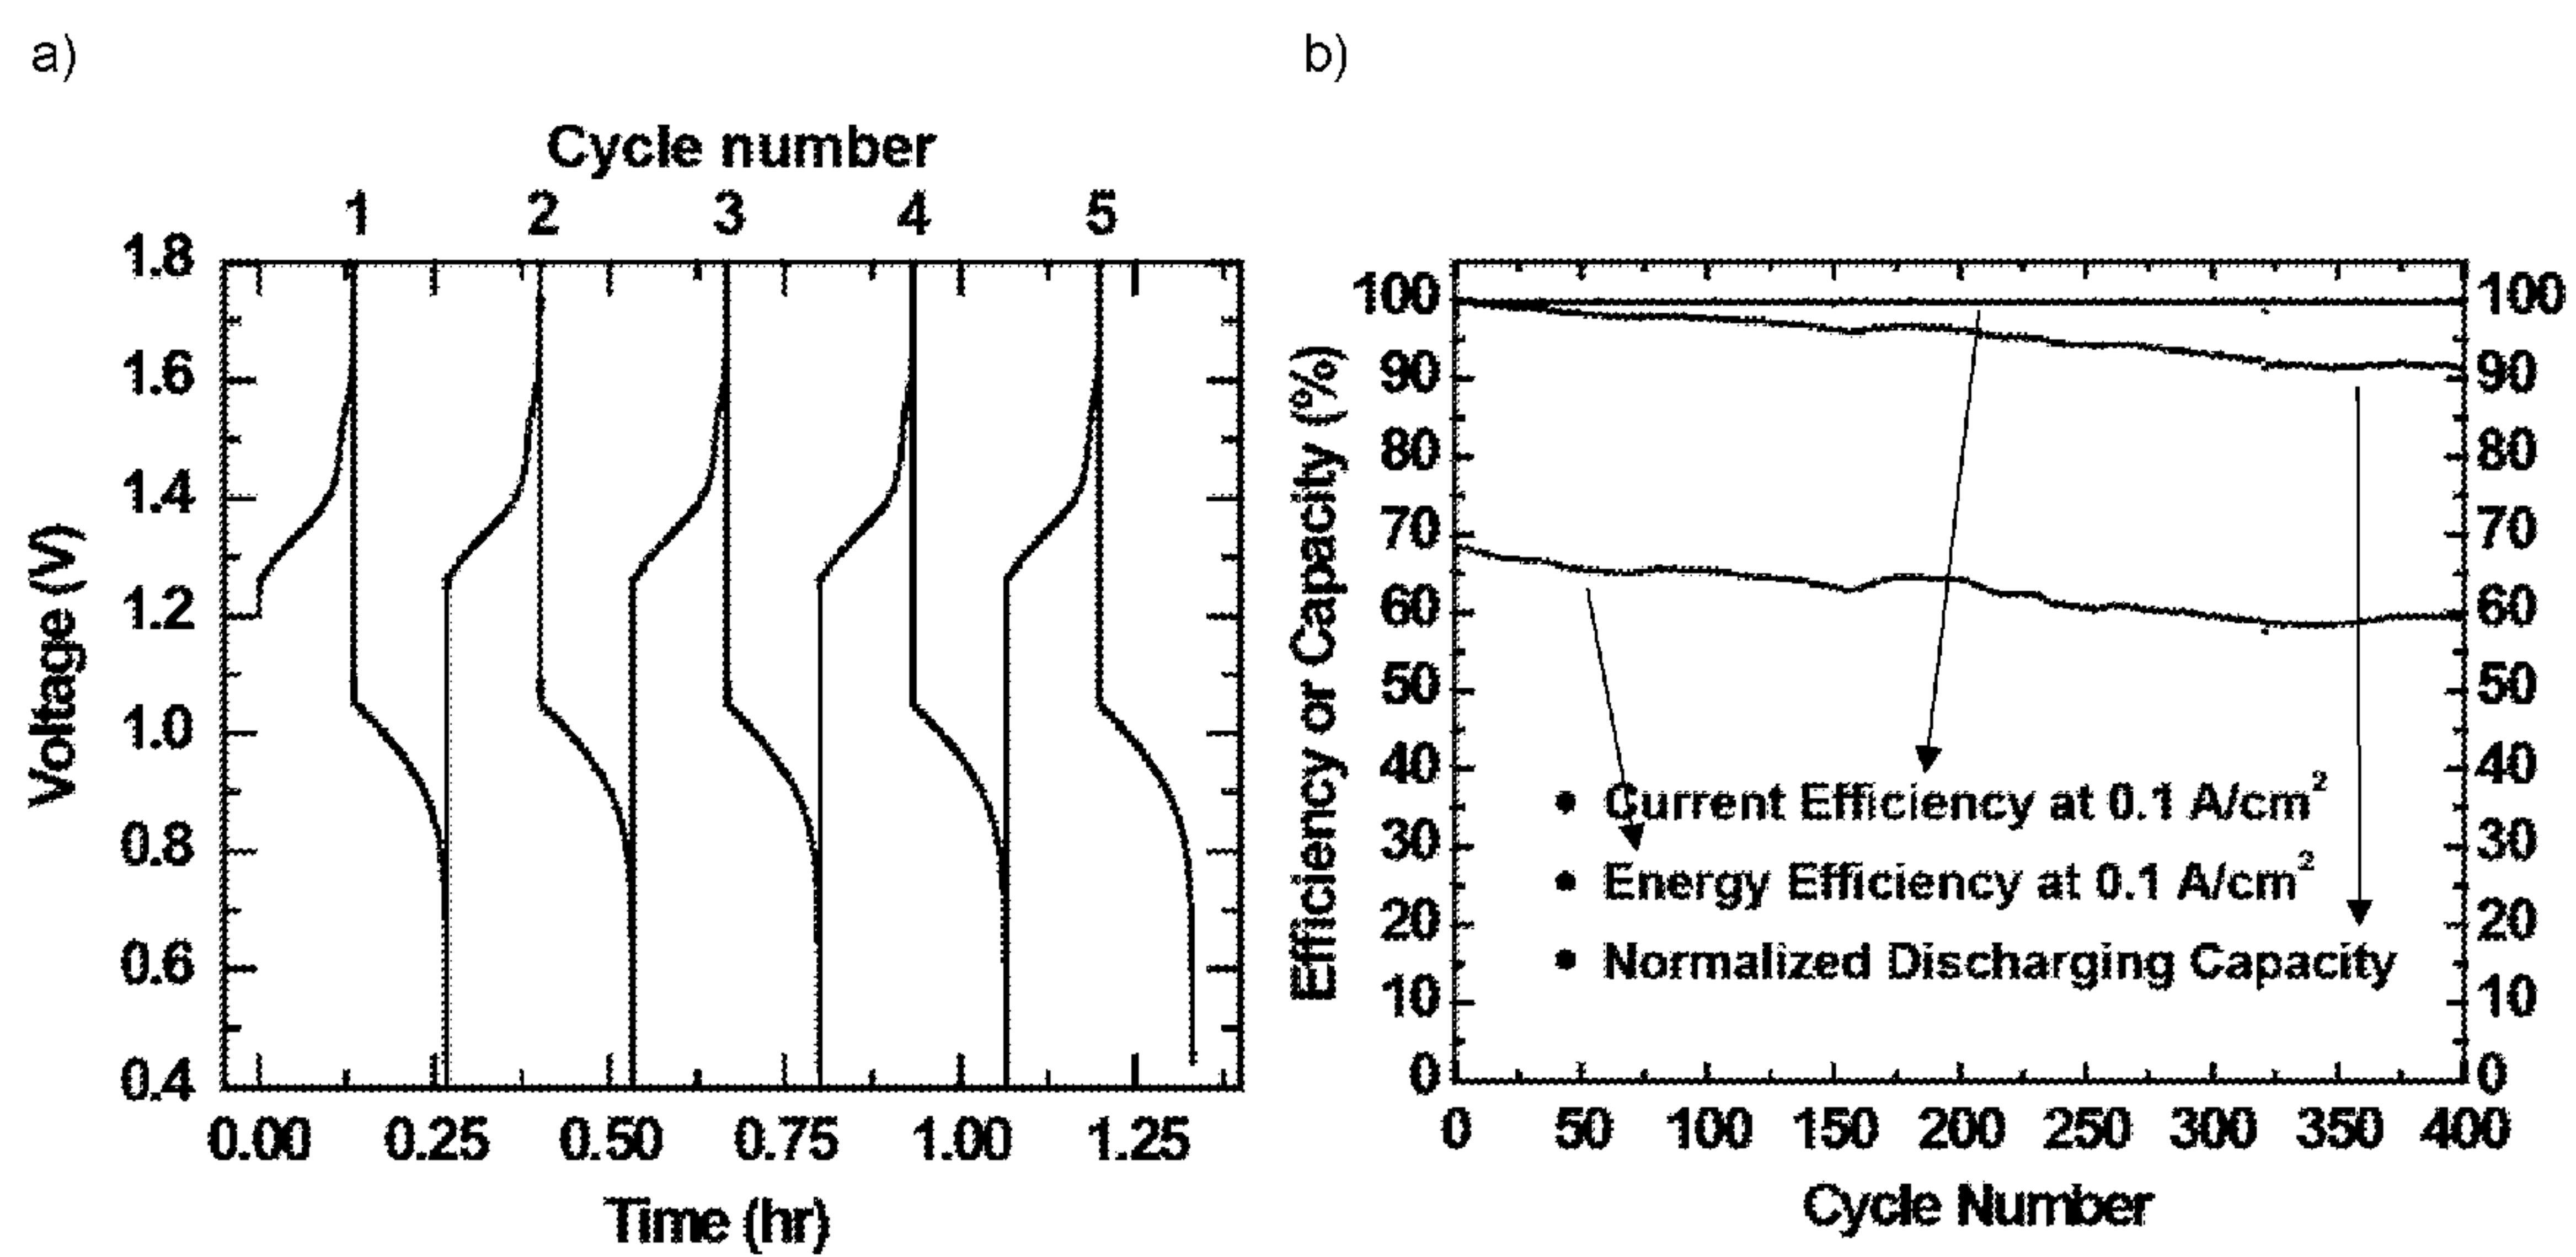 a)
Cycle number
1 2 3 4 5
1.8
1.6
1.4
1.2
1.0
0.8
0.6
0.4
Voltage (V)
0.00 0.25 0.50 0.75 1.00 1.25
Time (hr)
b)
Efficiency or Capacity (%)
100 100
90 90
80 80
70 70
60 60
50 50
40 40
30 30
20 20
10 10
0 0
• Current Efficiency at 0.1 A/cm²
• Energy Efficiency at 0.1 A/cm²
• Normalized Discharging Capacity
0 50 100 150 200 250 300 350 400
Cycle Number